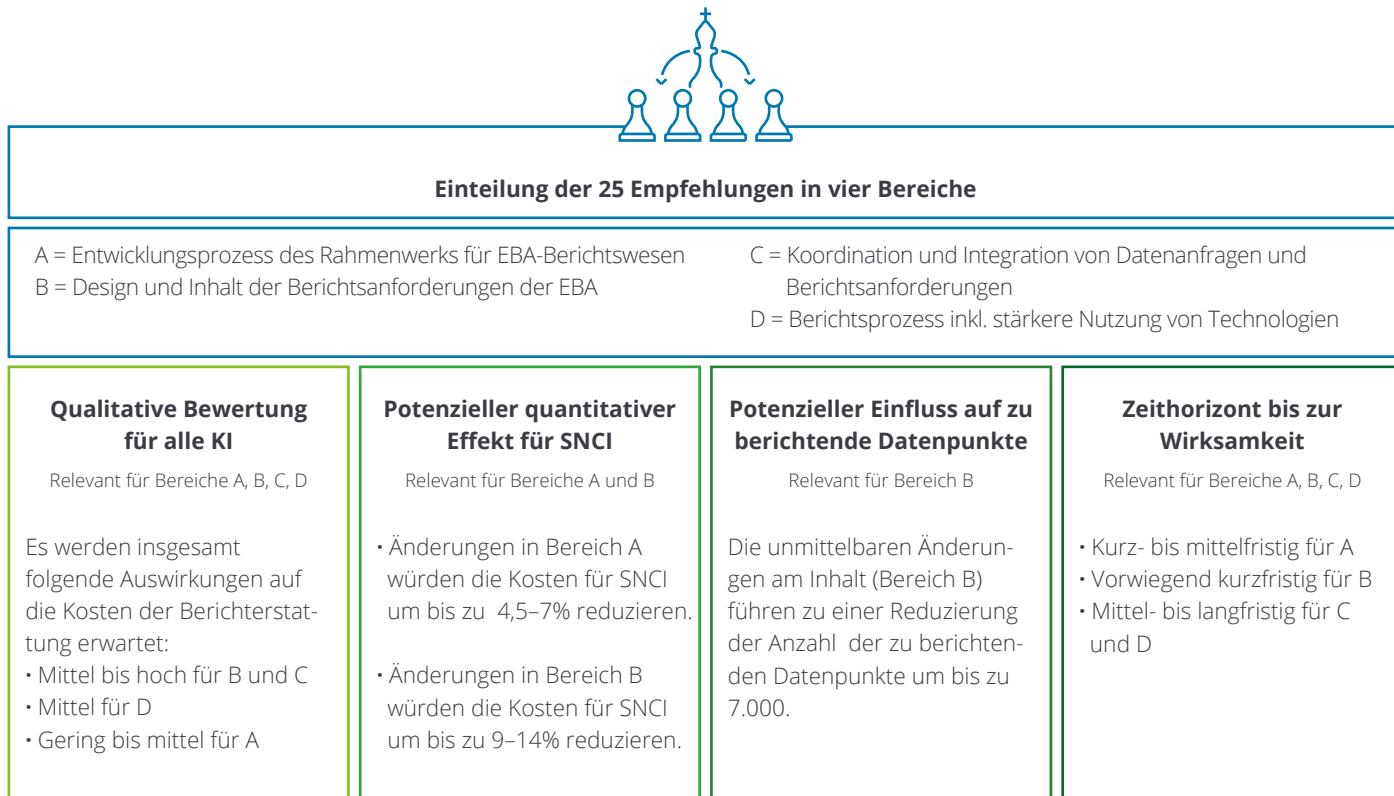 Einteilung der 25 Empfehlungen in vier Bereiche
A = Entwicklungsprozess des Rahmenwerks für EBA-Berichtswesen
B = Design und Inhalt der Berichtsanforderungen der EBA
C = Koordination und Integration von Datenanfragen und
Berichtsanforderungen
D = Berichtsprozess inkl. stärkere Nutzung von Technologien
Qualitative Bewertung
für alle KI
Relevant für Bereiche A, B, C, D
Es werden insgesamt
folgende Auswirkungen auf
die Kosten der Berichterstat-
tung erwartet:
• Mittel bis hoch für B und C
• Mittel für D
• Gering bis mittel für A
Potenzieller quantitativer
Effekt für SNCI
Relevant für Bereiche A und B
• Änderungen in Bereich A
würden die Kosten für SNCI
um bis zu 4,5–7% reduzieren.
• Änderungen in Bereich B
würden die Kosten für SNCI
um bis zu 9–14% reduzieren.
Potenzieller Einfluss auf zu
berichtende Datenpunkte
Relevant für Bereich B
Die unmittelbaren Änderun-
gen am Inhalt (Bereich B)
führen zu einer Reduzierung
der Anzahl der zu berichten-
den Datenpunkte um bis zu
7.000.
Zeithorizont bis zur
Wirksamkeit
Relevant für Bereiche A, B, C, D
• Kurz- bis mittelfristig für A
• Vorwiegend kurzfristig für B
• Mittel- bis langfristig für C
und D